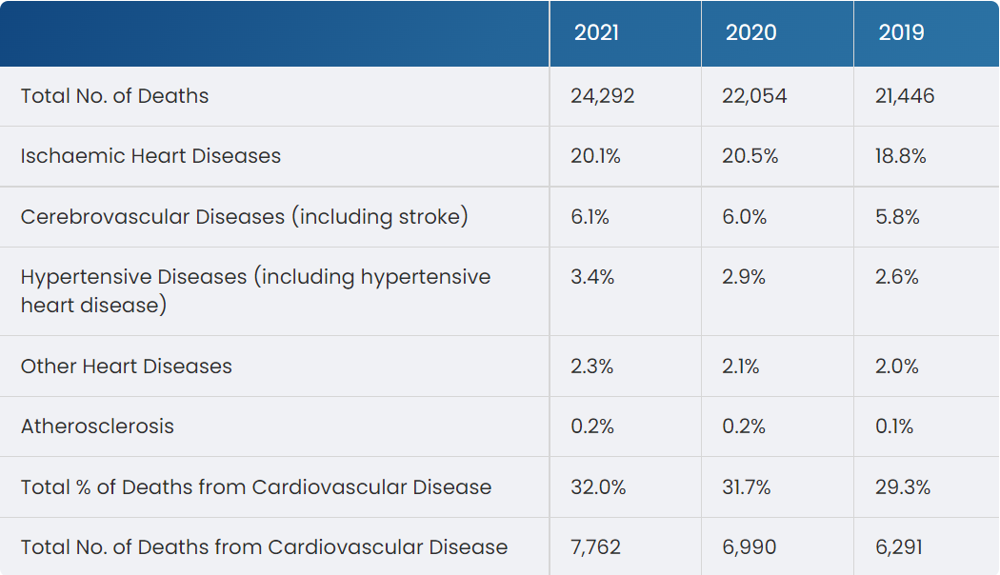 2021 2020 2019
Total No. of Deaths 24,292 22,054 21,446
Ischaemic Heart Diseases 20.1% 20.5% 18.8%
Cerebrovascular Diseases (including stroke) 6.1% 6.0% 5.8%
Hypertensive Diseases (including hypertensive 3.4% 2.9% 2.6%
heart disease)
Other Heart Diseases 2.3% 2.1% 2.0%
Atherosclerosis 0.2% 0.2% 0.1%
Total % of Deaths from Cardiovascular Disease 32.0% 31.7% 29.3%
Total No. of Deaths from Cardiovascular Disease 7,762 6,990 6,291